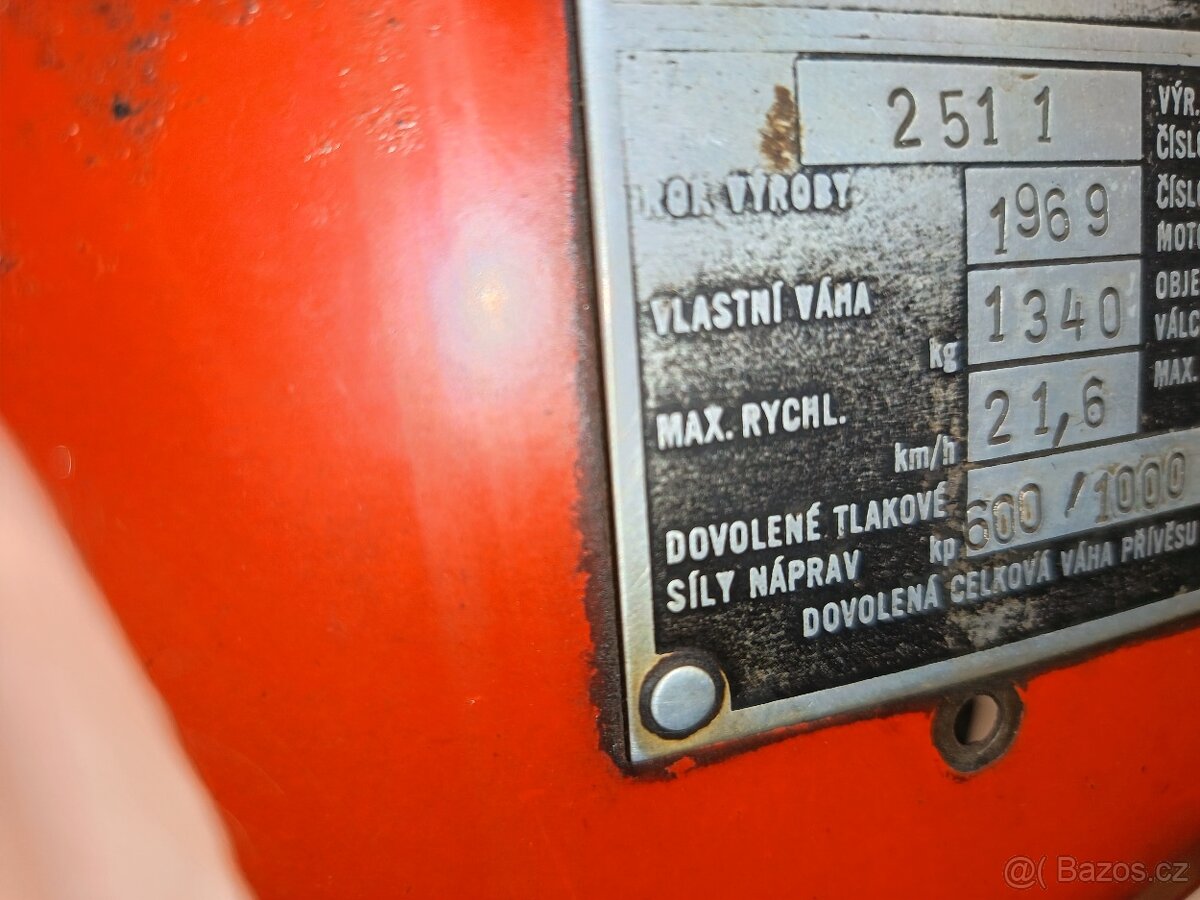 2511
VÝR.
ČÍSLO
ROK VÝROBY 1969
ČÍSLO
MOTO
VLASTNÍ VÁHA
kg 1340
OBJE
VÁLC
MAX. RYCHL.
km/h 21,6
MAX.
DOVOLENÉ TLAKOVÉ
SÍLY NÁPRAV kp 600/1000
DOVOLENÁ CELKOVÁ VÁHA PŘÍVĚSU
@( Bazos.cz